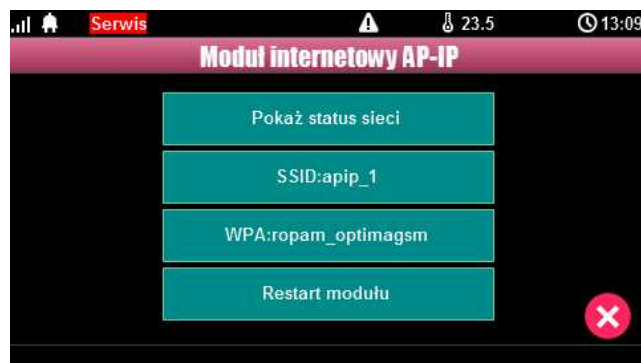 Serwis 23.5 13:09
Moduł internetowy AP-IP
Pokaż status sieci
SSID:apip_1
WPA:ropam_optimagsm
Restart modułu